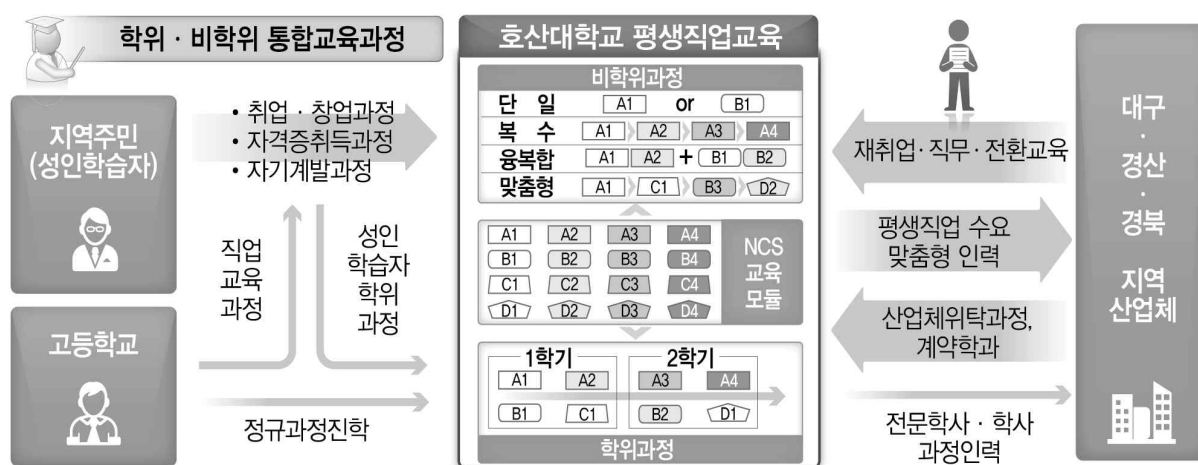 학위 · 비학위 통합교육과정
지역주민
(성인학습자)
고등학교
• 취업 · 창업과정
• 자격증취득과정
• 자기계발과정
직업
교육
과정
성인
학습자
학위
과정
정규과정진학
호산대학교 평생직업교육
비학위과정
단 일 A1 or B1
복 수 A1 A2 A3 A4
융복합 A1 A2 + B1 B2
맞춤형 A1 C1 B3 D2
A1 A2 A3 A4
B1 B2 B3 B4
C1 C2 C3 C4
D1 D2 D3 D4
NCS
교육
모듈
1학기 2학기
A1 A2 A3 A4
B1 C1 B2 D1
학위과정
재취업·직무·전환교육
평생직업 수요
맞춤형 인력
산업체위탁과정,
계약학과
전문학사 · 학사
과정인력
대구
·
경산
·
경북
지역
산업체